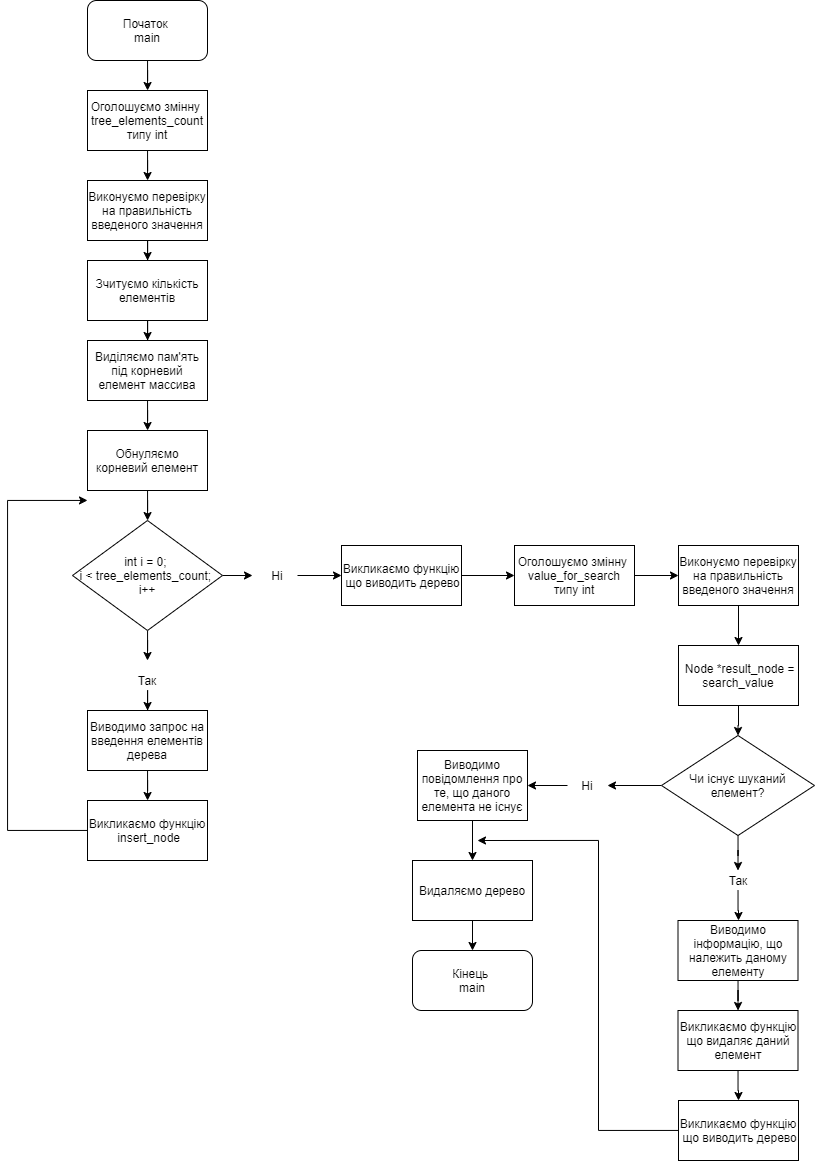 Початок
main
Оголошуємо змінну
tree_elements_count
типу int
Виконуємо перевірку
на правильність
введеного значення
Зчитуємо кількість
елементів
Виділяємо пам'ять
під корневий
елемент массива
Обнуляємо
корневий елемент
int i = 0;
i < tree_elements_count;
i++
Так
Виводимо запрос на
введення елементів
дерева
Викликаємо функцію
insert_node
Ні
Викликаємо функцію
що виводить дерево
Оголошуємо змінну
value_for_search
типу int
Виконуємо перевірку
на правильність
введеного значення
Node *result_node =
search_value
Чи існує шуканий
елемент?
Ні
Виводимо
повідомлення про
те, що даного
елемента не існує
Видаляємо дерево
Кінець
main
Так
Виводимо
інформацію, що
належить даному
елементу
Викликаємо функцію
що видаляє даний
елемент
Викликаємо функцію
що виводить дерево